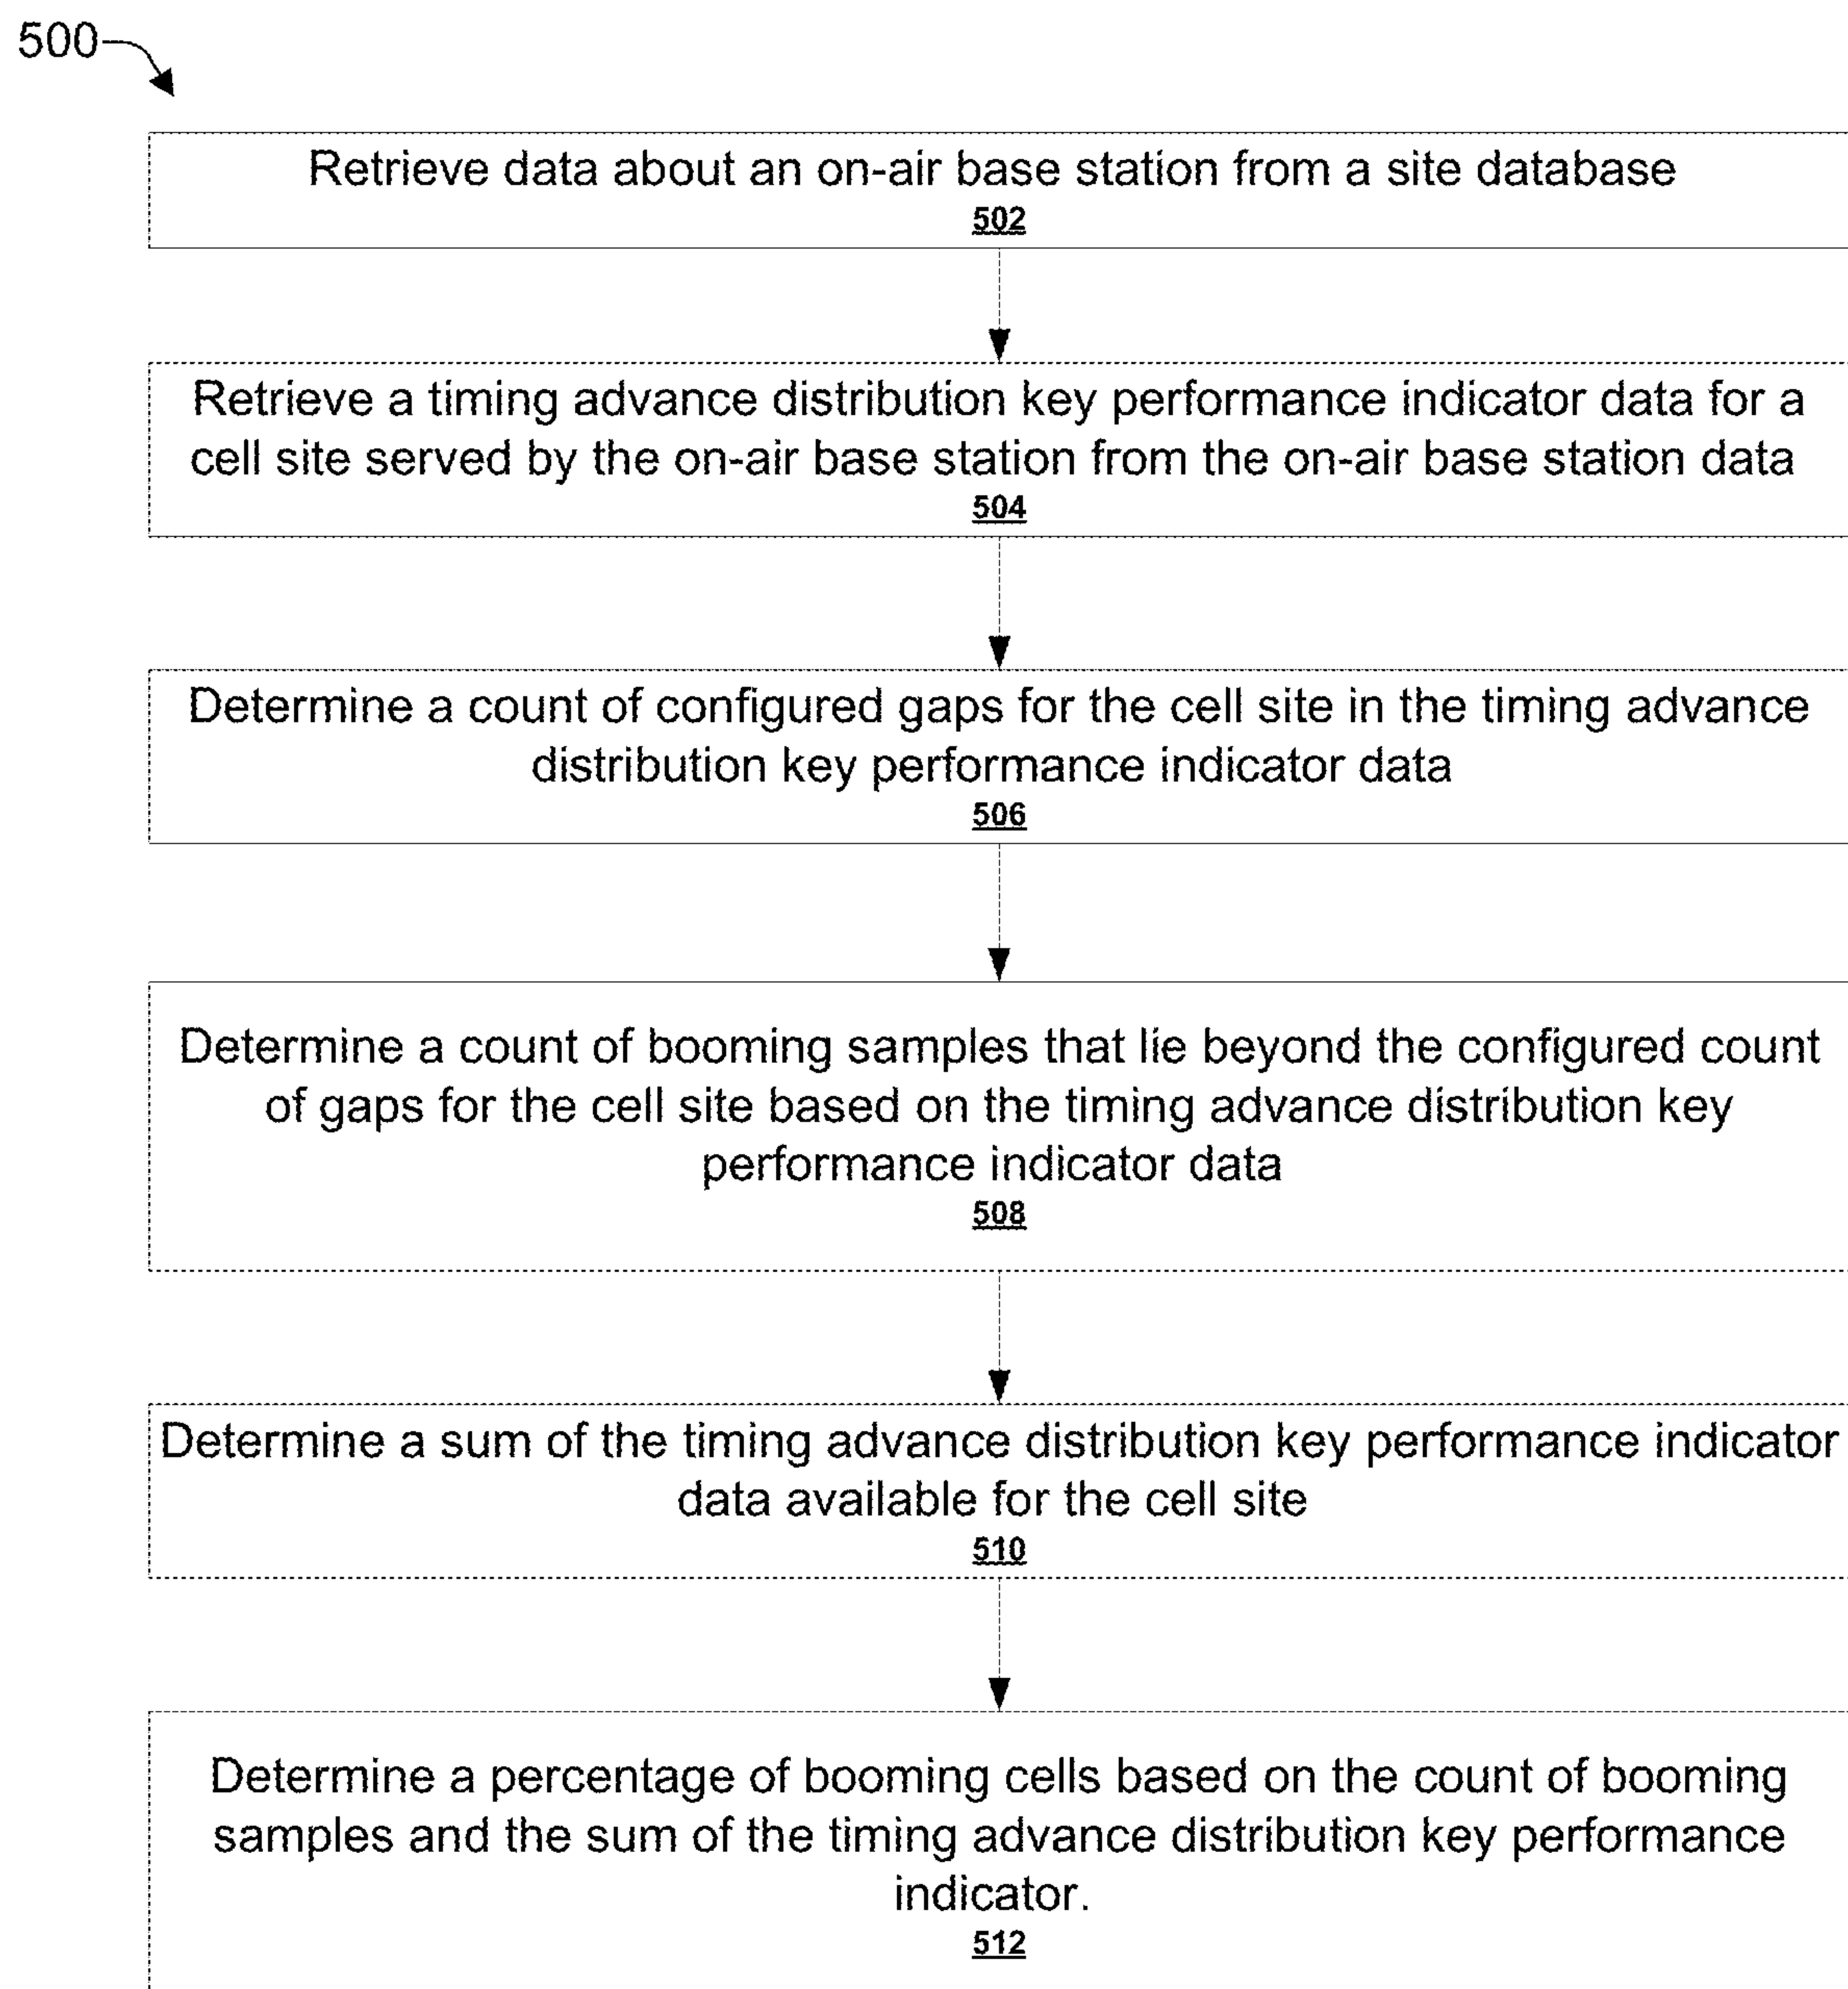 500
Retrieve data about an on-air base station from a site database
502
Retrieve a timing advance distribution key performance indicator data for a
cell site served by the on-air base station from the on-air base station data
504
Determine a count of configured gaps for the cell site in the timing advance
distribution key performance indicator data
506
Determine a count of booming samples that lie beyond the configured count
of gaps for the cell site based on the timing advance distribution key
performance indicator data
508
Determine a sum of the timing advance distribution key performance indicator
data available for the cell site
510
Determine a percentage of booming cells based on the count of booming
samples and the sum of the timing advance distribution key performance
indicator.
512